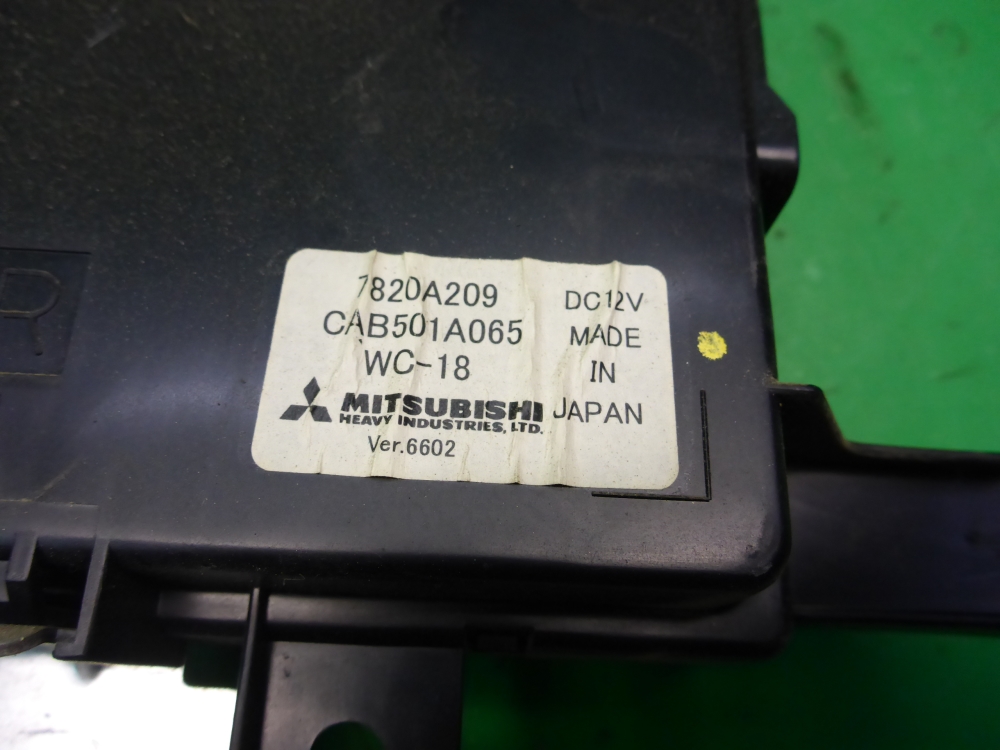 7820A209
CAB501A065
WC-18
MITSUBISHI
HEAVY INDUSTRIES, LTD.
Ver.6602
DC12V
MADE
IN
JAPAN
R